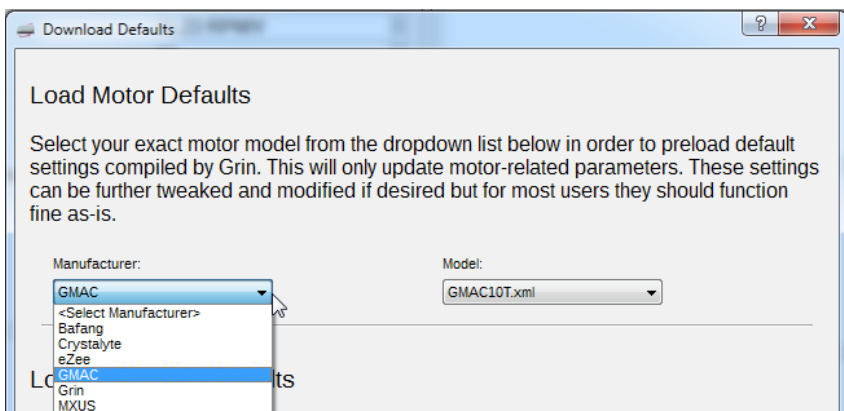 Download Defaults
Load Motor Defaults
Select your exact motor model from the dropdown list below in order to preload default
settings compiled by Grin. This will only update motor-related parameters. These settings
can be further tweaked and modified if desired but for most users they should function
fine as-is.
Manufacturer: Model:
GMAC GMAC10T.xml
<Select Manufacturer>
Bafang
Crystalyte
eZee
GMAC
Grin
MXUS